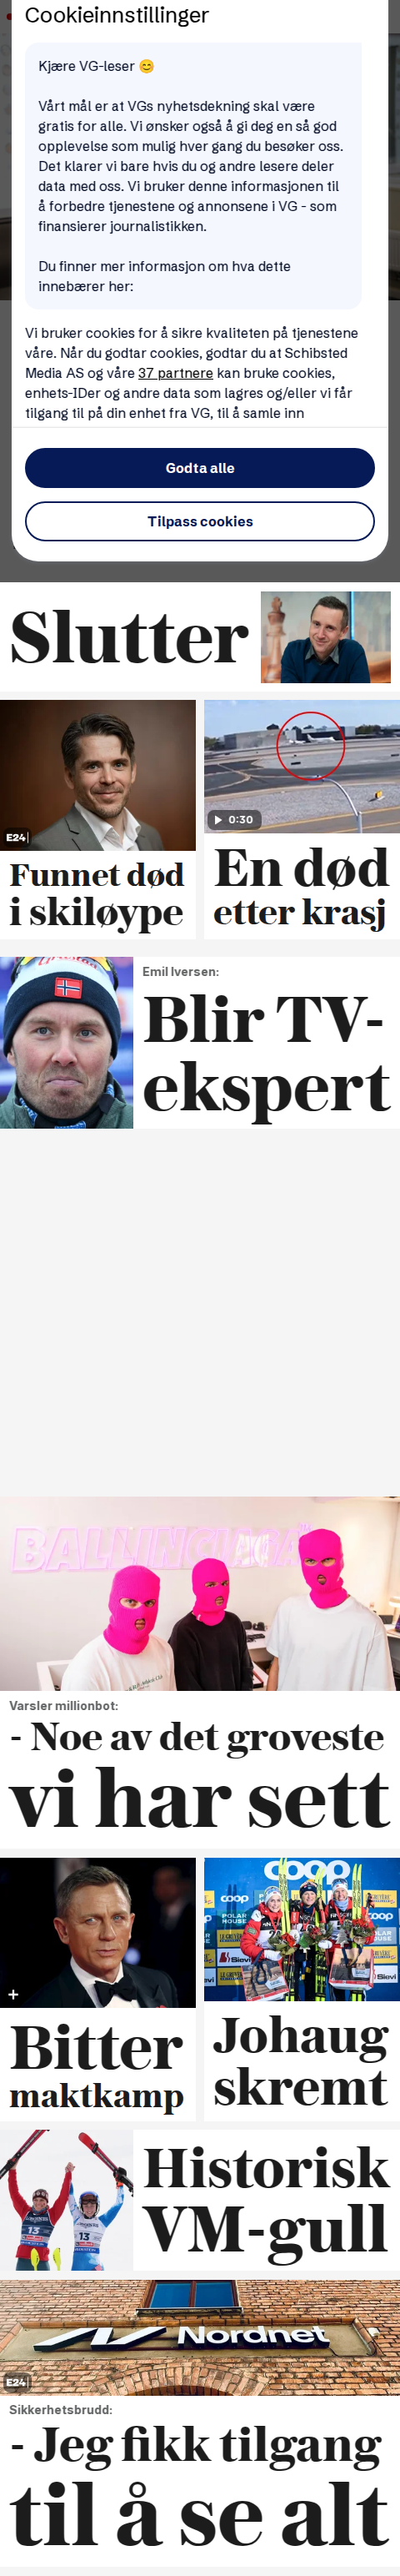 Cookieinnstillinger
Kjære VG-leser 😊
Vårt mål er at VGs nyhetsdekning skal være
gratis for alle. Vi ønsker også å gi deg en så god
opplevelse som mulig hver gang du besøker oss.
Det klarer vi bare hvis du og andre lesere deler
data med oss. Vi bruker denne informasjonen til
å forbedre tjenestene og annonsene i VG - som
finansierer journalistikken.
Du finner mer informasjon om hva dette
innebærer her:
Vi bruker cookies for å sikre kvaliteten på tjenestene
våre. Når du godtar cookies, godtar du at Schibsted
Media AS og våre 37 partnere kan bruke cookies,
enhets-IDer og andre data som lagres og/eller vi får
tilgang til på din enhet fra VG, til å samle inn
Godta alle
Tilpass cookies
Slutter
E24
0:30
Funnet død
i skiløype
En død
etter krasj
Emil Iversen:
Blir TV-
ekspert
Varsler millionbot:
- Noe av det groveste
vi har sett
+
coop
coop
coop
POLAR
HOUSE
Sievi
Sievi
Bitter
maktkamp
Johaug
skremt
13
13
Historisk
VM-gull
Nordnet
E24
Sikkerhetsbrudd:
- Jeg fikk tilgang
til å se alt